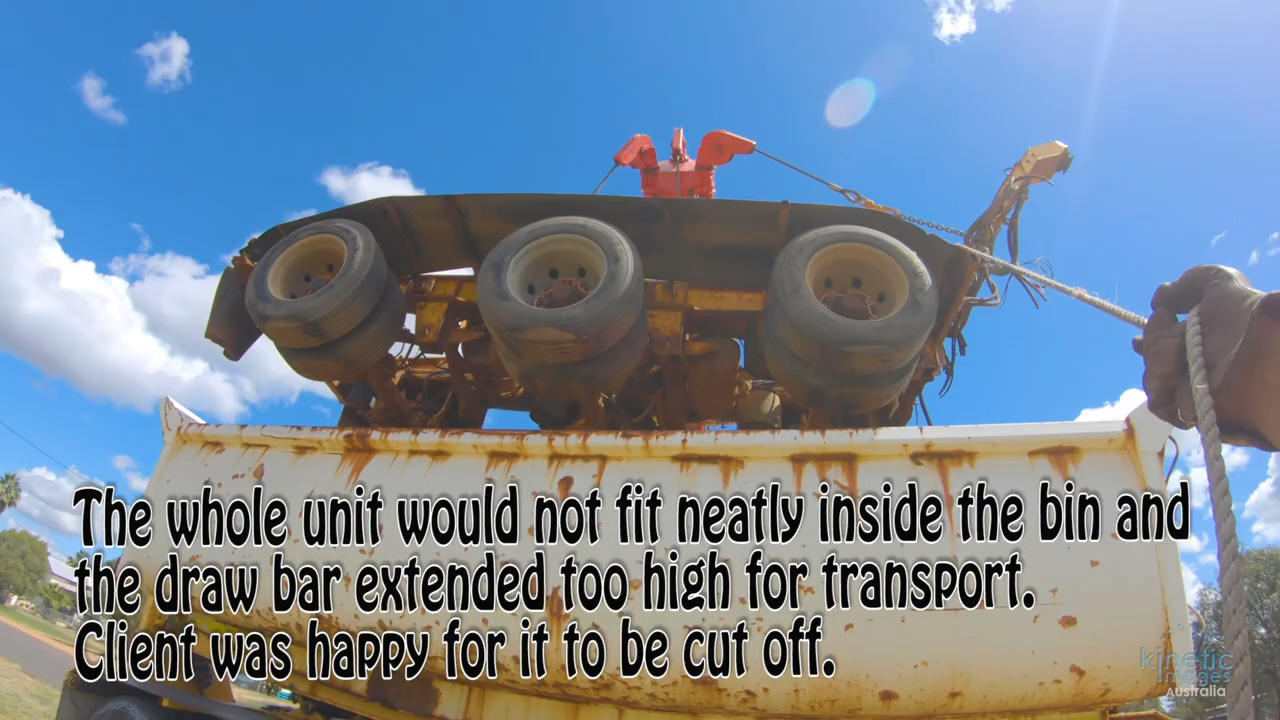 The whole unit would not fit neatly inside the bin and
the draw bar extended too high for transport.
Client was happy for it to be cut off.
kinetic
images
Australia